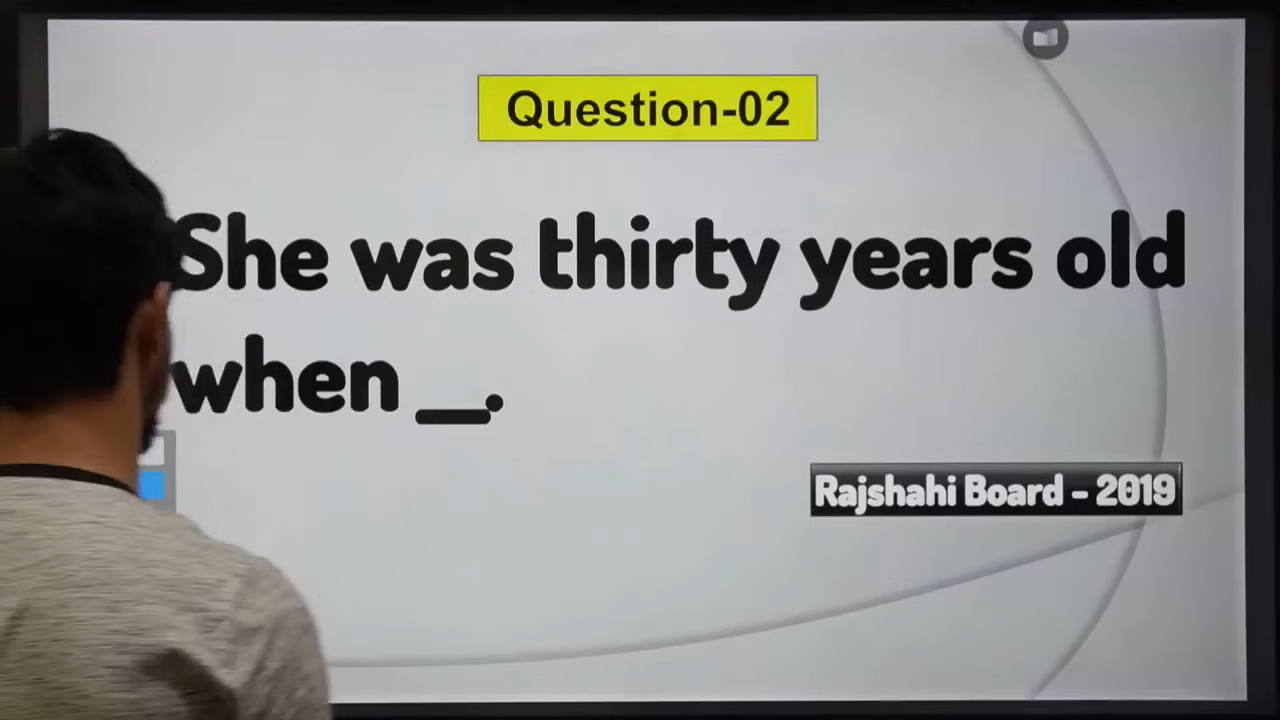 Question-02
She was thirty years old
when __.
Rajshahi Board - 2019